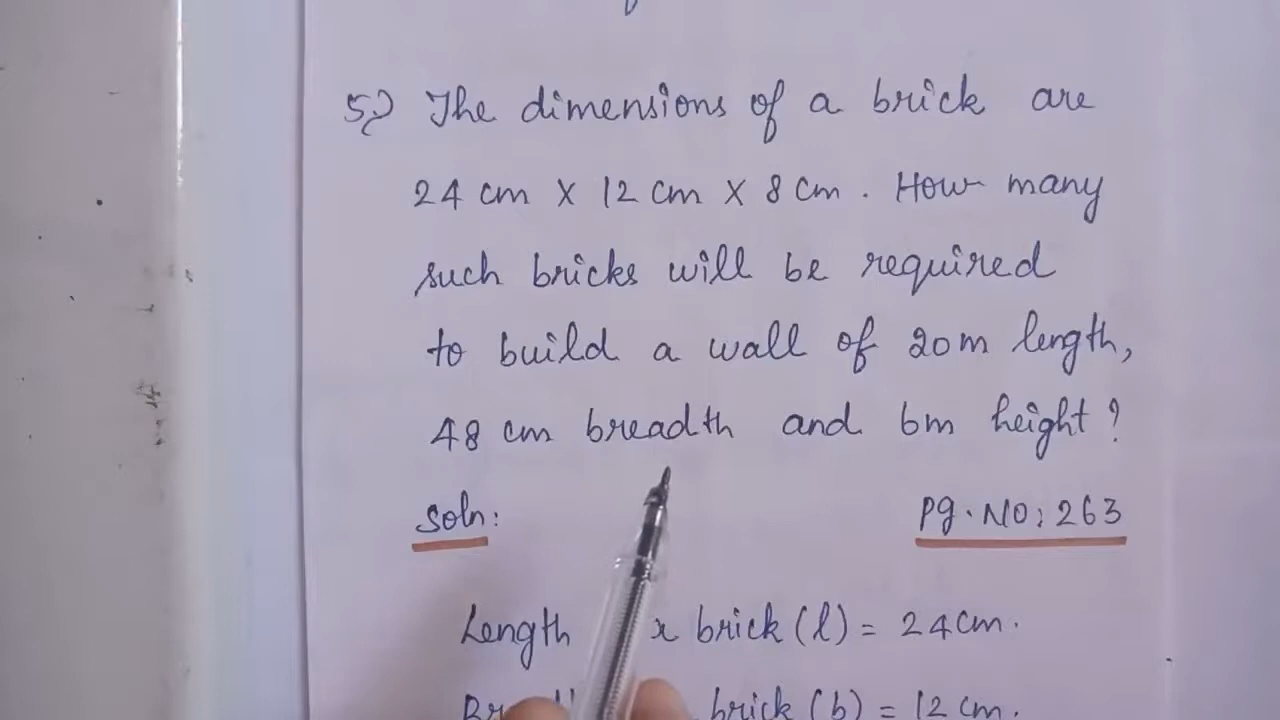 5) The dimensions of a brick are
24 cm X 12 cm X 8 cm. How many
such bricks will be required
to build a wall of 20m length,
48 cm breadth and 6m height?
Soln: Pg. NO: 263
Length brick (l) = 24cm.
brick (b) = 12 cm.